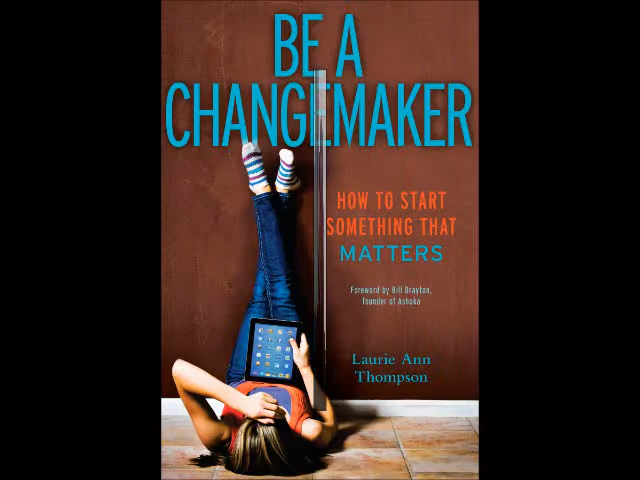 BE A
CHANGEMAKER
HOW TO START
SOMETHING THAT
MATTERS
Foreword by Bill Drayton,
founder of Ashoka
Laurie Ann
Thompson